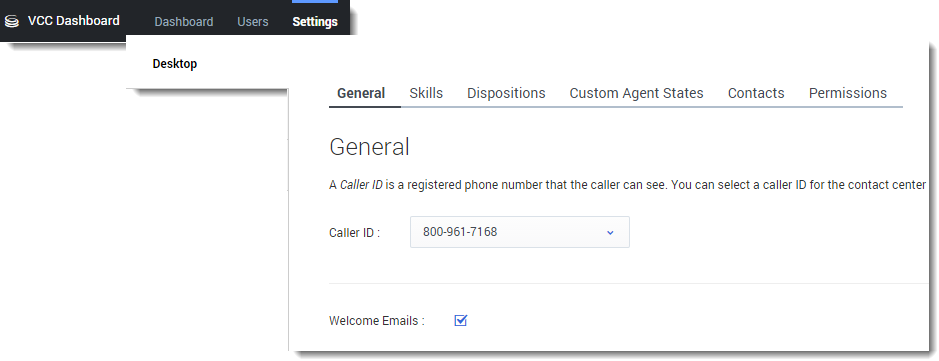 VCC Dashboard Dashboard Users Settings
Desktop
General Skills Dispositions Custom Agent States Contacts Permissions
General
A Caller ID is a registered phone number that the caller can see. You can select a caller ID for the contact center
Caller ID : 800-961-7168
Welcome Emails :